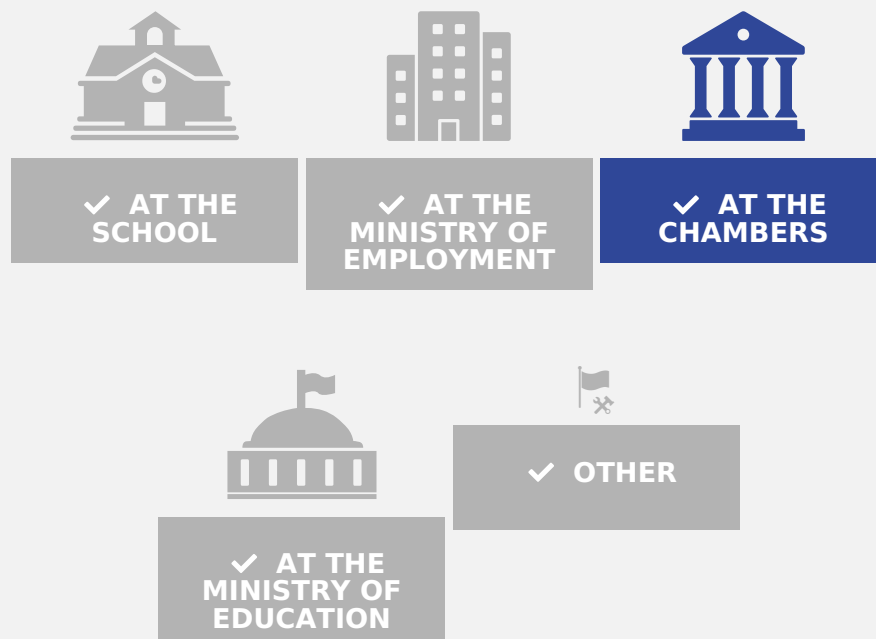 AT THE
SCHOOL
AT THE
MINISTRY OF
EMPLOYMENT
AT THE
CHAMBERS
AT THE
MINISTRY OF
EDUCATION
OTHER